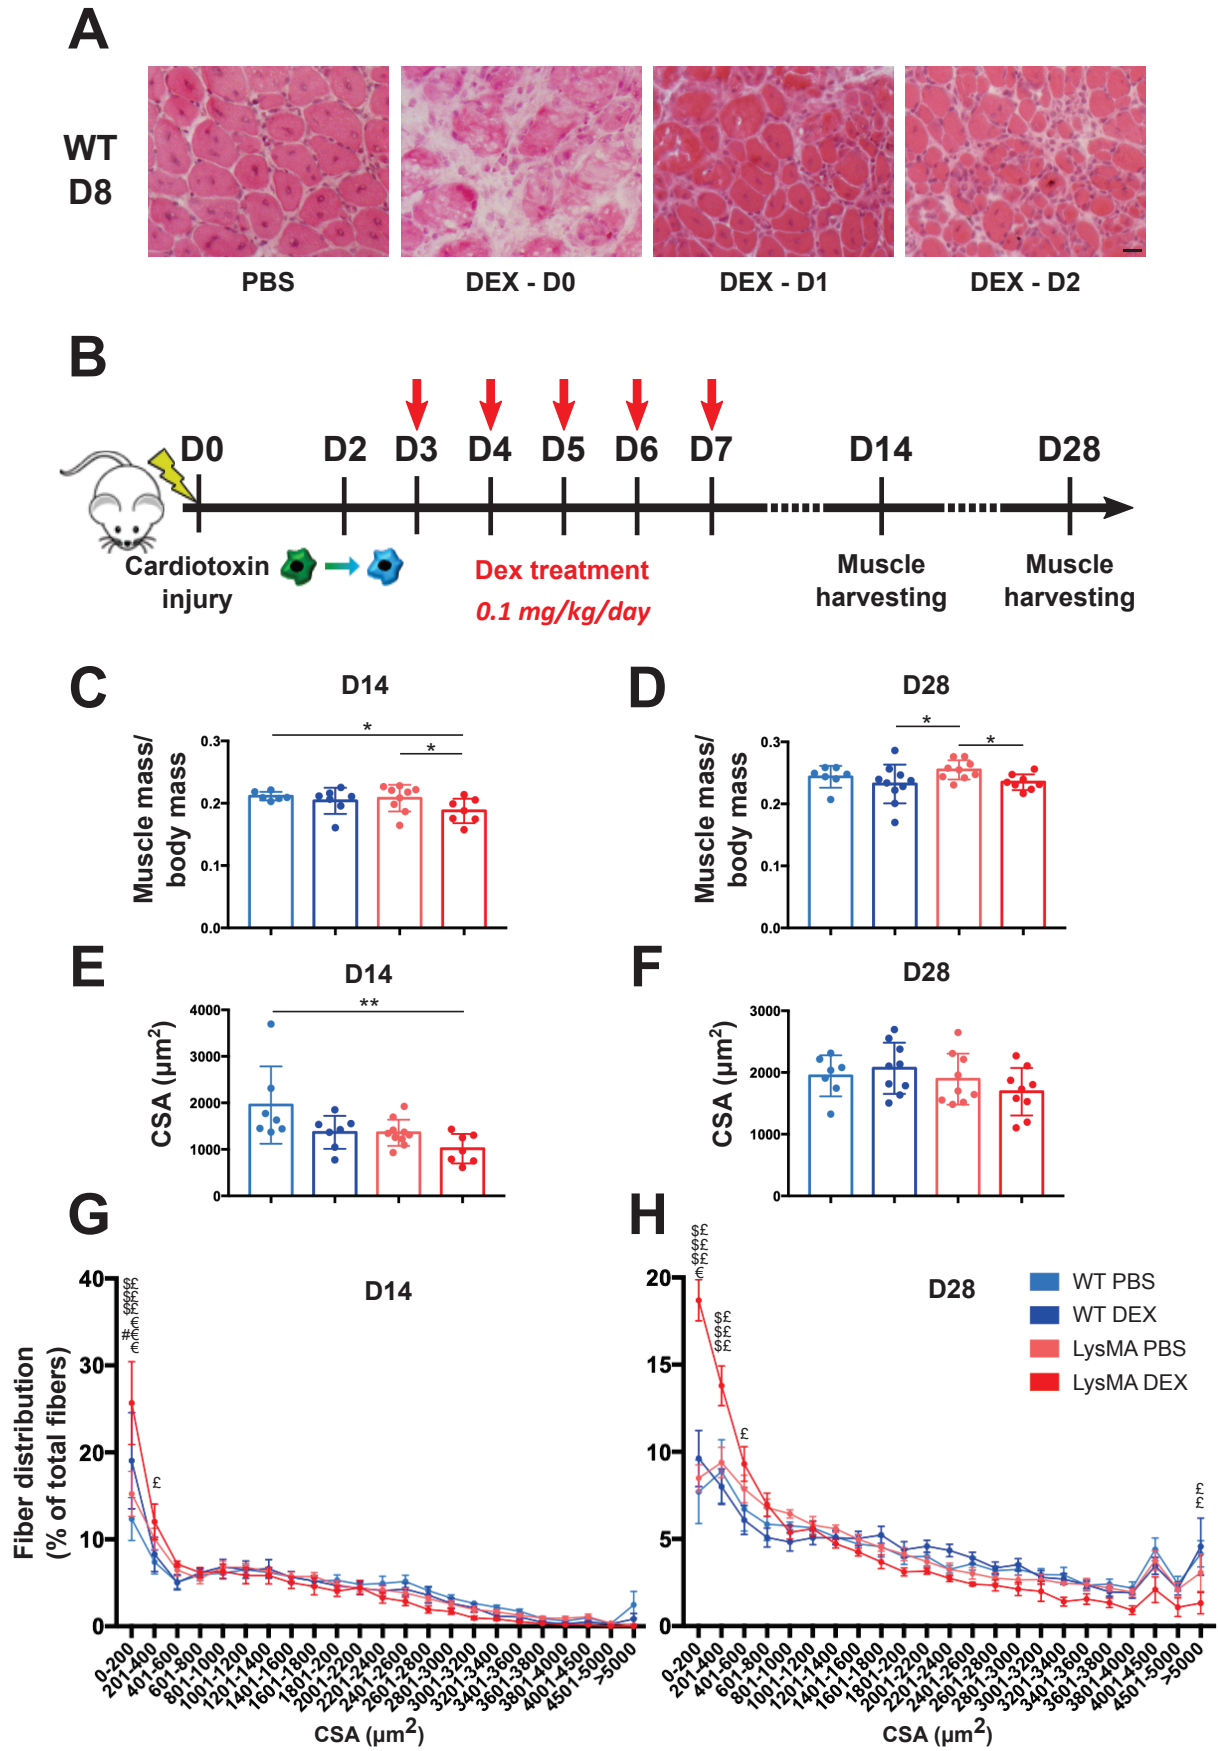 A
WT
D8
PBS
DEX - D0
DEX - D1
DEX - D2
B
D0
D2
D3
D4
D5
D6
D7
D14
D28
Cardiotoxin
injury
Dex treatment
0.1 mg/kg/day
Muscle
harvesting
Muscle
harvesting
C
D14
Muscle mass/
body mass
0.3
0.2
0.1
0.0
*
*
D
D28
Muscle mass/
body mass
0.3
0.2
0.1
0.0
*
*
E
D14
CSA (µm²)
4000
3000
2000
1000
0
**
F
D28
CSA (µm²)
3000
2000
1000
0
G
D14
Fiber distribution
(% of total fibers)
40
30
20
10
0
£
0-200
201-400
401-600
601-800
801-1000
1001-1200
1201-1400
1401-1600
1601-1800
1801-2000
2001-2200
2201-2400
2401-2600
2601-2800
2801-3000
3001-3200
3201-3400
3401-3600
3601-3800
3801-4000
4001-4500
4501-5000
>5000
CSA (µm²)
H
D28
20
15
10
5
0
$£
$£
$£
€
$£
$£
$£
£
£
£
WT PBS
WT DEX
LysMA PBS
LysMA DEX
0-200
201-400
401-600
601-800
801-1000
1001-1200
1201-1400
1401-1600
1601-1800
1801-2000
2001-2200
2201-2400
2401-2600
2601-2800
2801-3000
3001-3200
3201-3400
3401-3600
3601-3800
3801-4000
4001-4500
4501-5000
>5000
CSA (µm²)